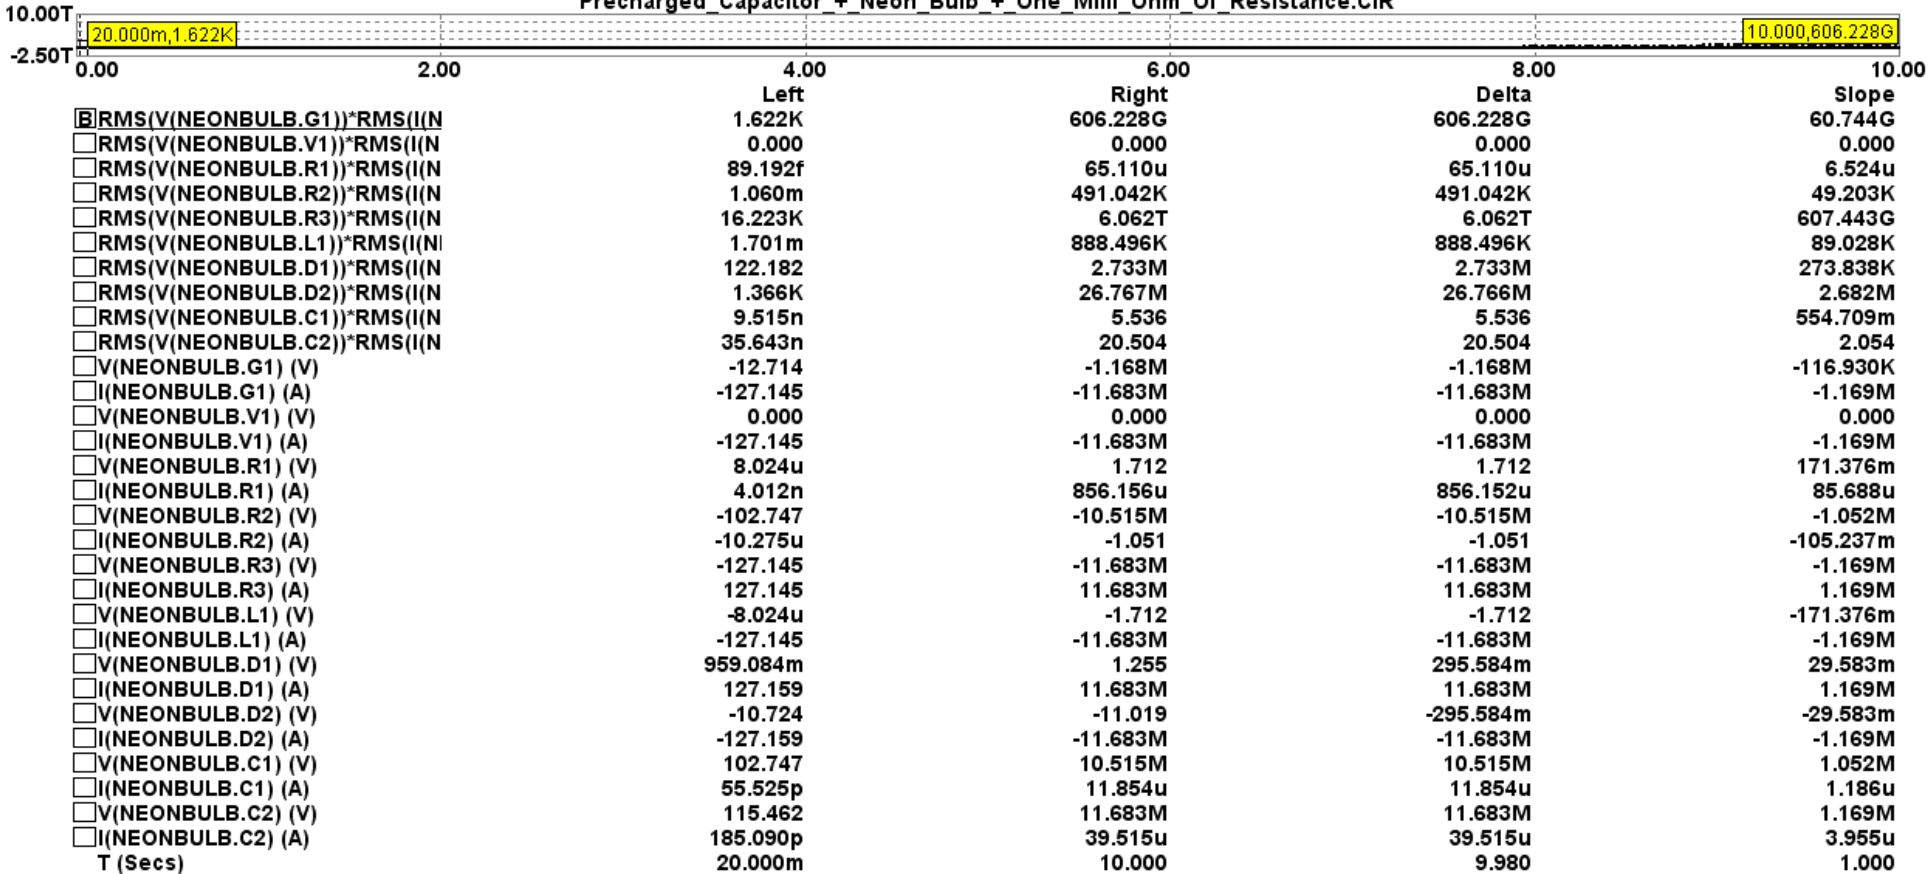 Precharged_Capacitor_+_Neon_Bulb_+_One_Milli_Ohm_Of_Resistance.CIR
10.00T
20.000m,1.622K 10.000,606.228G
-2.50T
0.00 2.00 4.00 6.00 8.00 10.00
Left Right Delta Slope
B RMS(V(NEONBULB.G1))*RMS(I(N 1.622K 606.228G 606.228G 60.744G
RMS(V(NEONBULB.V1))*RMS(I(N 0.000 0.000 0.000 0.000
RMS(V(NEONBULB.R1))*RMS(I(N 89.192f 65.110u 65.110u 6.524u
RMS(V(NEONBULB.R2))*RMS(I(N 1.060m 491.042K 491.042K 49.203K
RMS(V(NEONBULB.R3))*RMS(I(N 16.223K 6.062T 6.062T 607.443G
RMS(V(NEONBULB.L1))*RMS(I(NI 1.701m 888.496K 888.496K 89.028K
RMS(V(NEONBULB.D1))*RMS(I(N 122.182 2.733M 2.733M 273.838K
RMS(V(NEONBULB.D2))*RMS(I(N 1.366K 26.767M 26.766M 2.682M
RMS(V(NEONBULB.C1))*RMS(I(N 9.515n 5.536 5.536 554.709m
RMS(V(NEONBULB.C2))*RMS(I(N 35.643n 20.504 20.504 2.054
V(NEONBULB.G1) (V) -12.714 -1.168M -1.168M -116.930K
I(NEONBULB.G1) (A) -127.145 -11.683M -11.683M -1.169M
V(NEONBULB.V1) (V) 0.000 0.000 0.000 0.000
I(NEONBULB.V1) (A) -127.145 -11.683M -11.683M -1.169M
V(NEONBULB.R1) (V) 8.024u 1.712 1.712 171.376m
I(NEONBULB.R1) (A) 4.012n 856.156u 856.152u 85.688u
V(NEONBULB.R2) (V) -102.747 -10.515M -10.515M -1.052M
I(NEONBULB.R2) (A) -10.275u -1.051 -1.051 -105.237m
V(NEONBULB.R3) (V) -127.145 -11.683M -11.683M -1.169M
I(NEONBULB.R3) (A) 127.145 11.683M 11.683M 1.169M
V(NEONBULB.L1) (V) -8.024u -1.712 -1.712 -171.376m
I(NEONBULB.L1) (A) -127.145 -11.683M -11.683M -1.169M
V(NEONBULB.D1) (V) 959.084m 1.255 295.584m 29.583m
I(NEONBULB.D1) (A) 127.159 11.683M 11.683M 1.169M
V(NEONBULB.D2) (V) -10.724 -11.019 -295.584m -29.583m
I(NEONBULB.D2) (A) -127.159 -11.683M -11.683M -1.169M
V(NEONBULB.C1) (V) 102.747 10.515M 10.515M 1.052M
I(NEONBULB.C1) (A) 55.525p 11.854u 11.854u 1.186u
V(NEONBULB.C2) (V) 115.462 11.683M 11.683M 1.169M
I(NEONBULB.C2) (A) 185.090p 39.515u 39.515u 3.955u
T (Secs) 20.000m 10.000 9.980 1.000